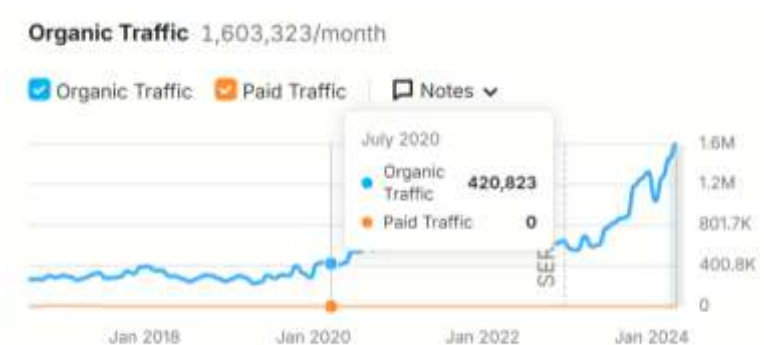 Organic Traffic 1,603,323/month
Organic Traffic Paid Traffic Notes
July 2020
Organic
Traffic 420,823
Paid Traffic 0
1.6M
1.2M
801.7K
400.8K
0
SER
Jan 2018 Jan 2020 Jan 2022 Jan 2024